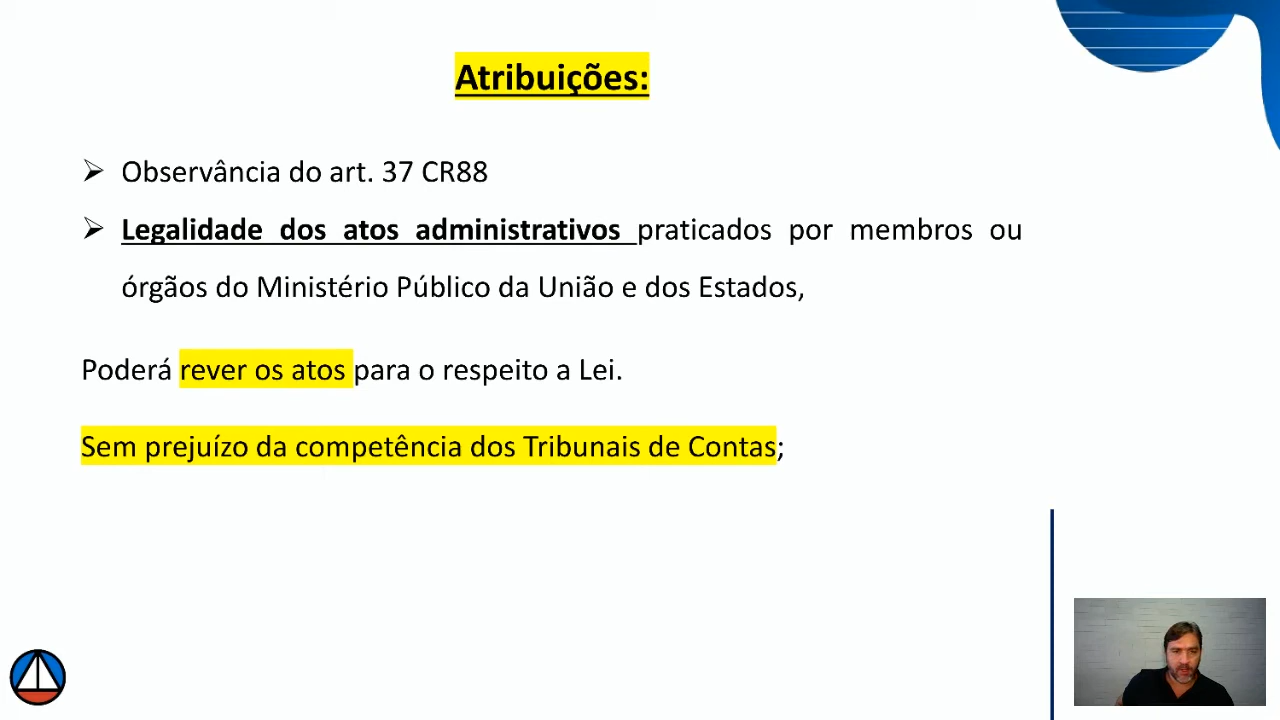 Atribuições:
Observância do art. 37 CR88
Legalidade dos atos administrativos praticados por membros ou
órgãos do Ministério Público da União e dos Estados,
Poderá rever os atos para o respeito a Lei.
Sem prejuízo da competência dos Tribunais de Contas;